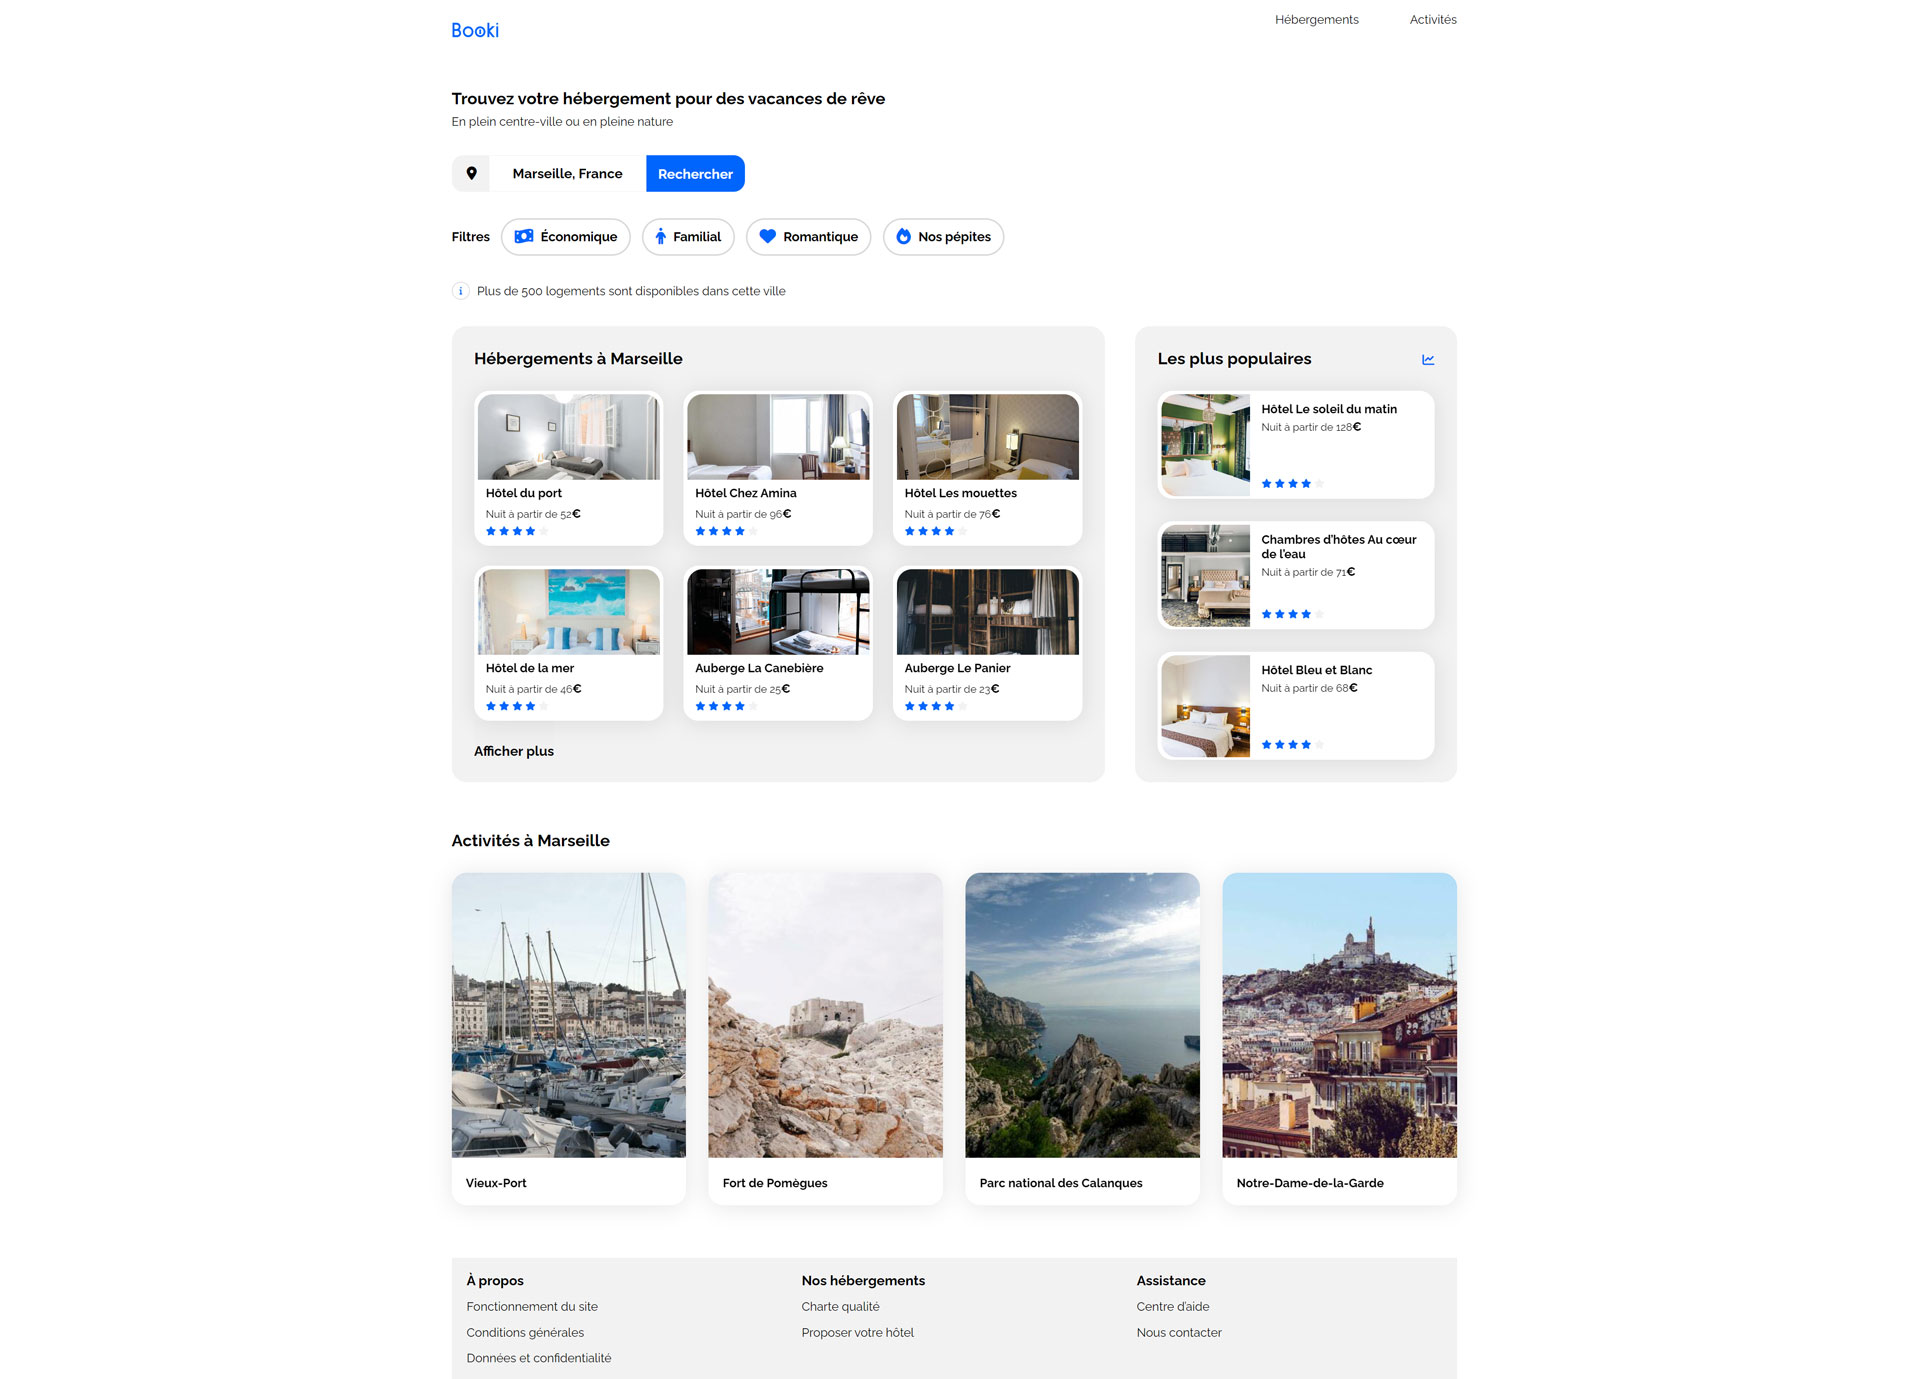 Booki
Hébergements
Activités
Trouvez votre hébergement pour des vacances de rêve
En plein centre-ville ou en pleine nature
Marseille, France
Rechercher
Filtres
Économique
Familial
Romantique
Nos pépites
i
Plus de 500 logements sont disponibles dans cette ville
Hébergements à Marseille
Hôtel du port
Nuit à partir de 52€
Hôtel Chez Amina
Nuit à partir de 96€
Hôtel Les mouettes
Nuit à partir de 76€
Hôtel de la mer
Nuit à partir de 46€
Auberge La Canebière
Nuit à partir de 25€
Auberge Le Panier
Nuit à partir de 23€
Afficher plus
Les plus populaires
Hôtel Le soleil du matin
Nuit à partir de 128€
Chambres d’hôtes Au cœur
de l’eau
Nuit à partir de 71€
Hôtel Bleu et Blanc
Nuit à partir de 68€
Activités à Marseille
Vieux-Port
Fort de Pomègues
Parc national des Calanques
Notre-Dame-de-la-Garde
À propos
Fonctionnement du site
Conditions générales
Données et confidentialité
Nos hébergements
Charte qualité
Proposer votre hôtel
Assistance
Centre d’aide
Nous contacter